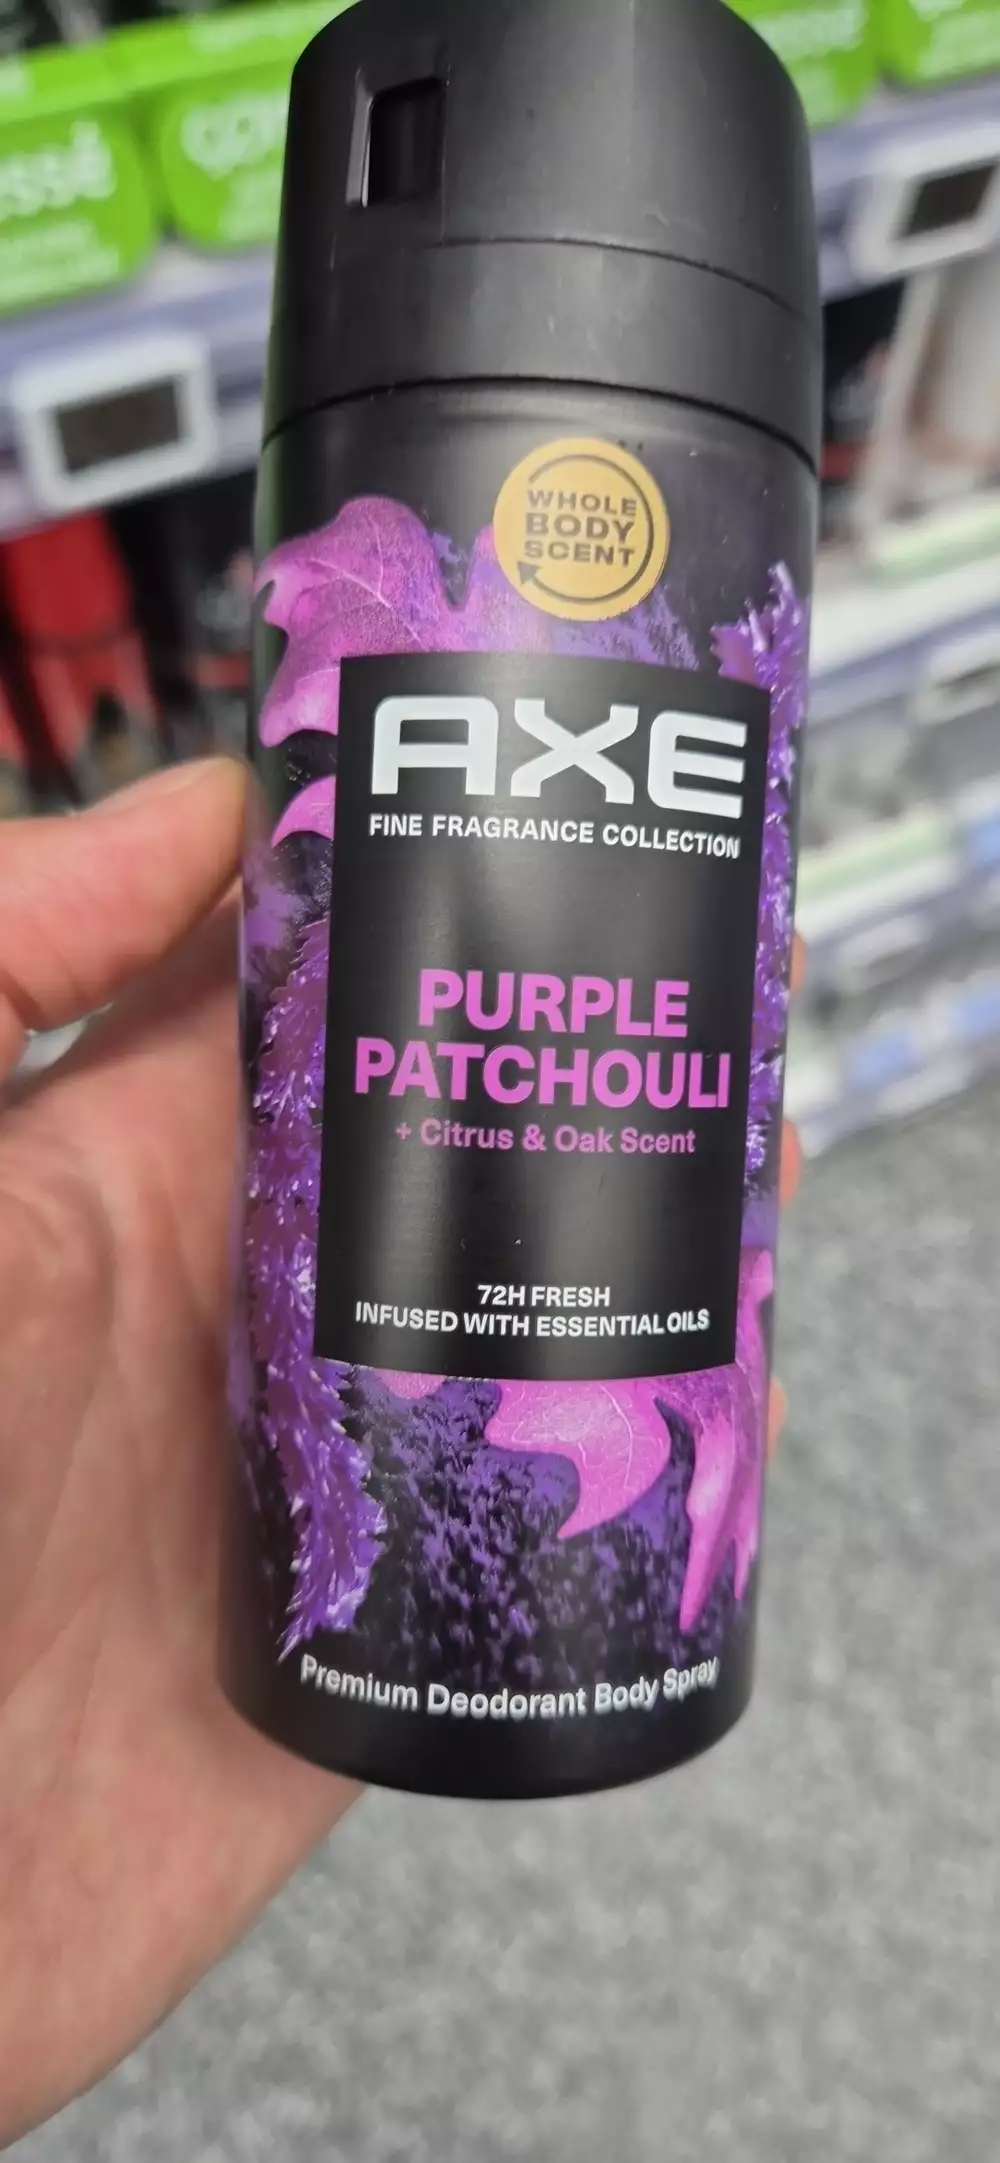 WHOLE
BODY
SCENT
AXE
FINE FRAGRANCE COLLECTION
PURPLE
PATCHOULI
+ Citrus & Oak Scent
72H FRESH
INFUSED WITH ESSENTIAL OILS
Premium Deodorant Body Spray